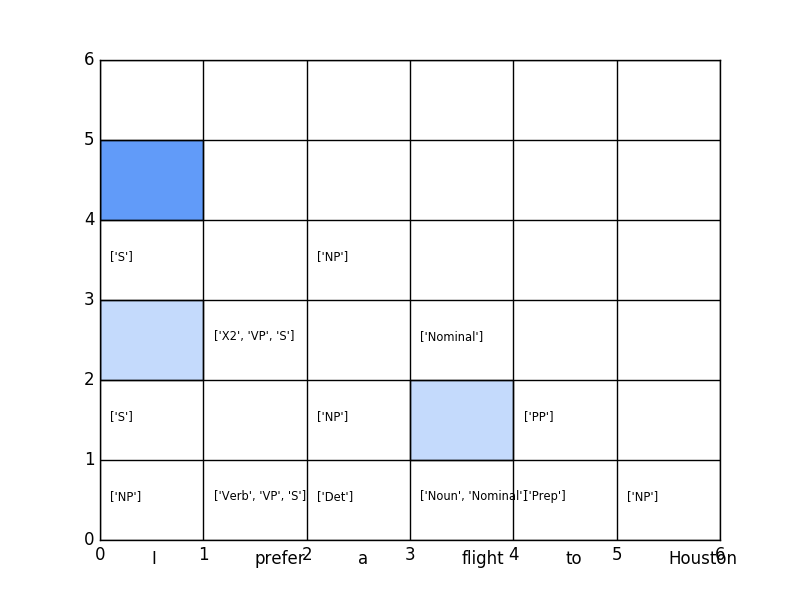 6
5
4
['S'] ['NP']
3
['X2', 'VP', 'S'] ['Nominal']
2
['S'] ['NP'] ['PP']
1
['NP'] ['Verb', 'VP', 'S'] ['Det'] ['Noun', 'Nominal'] ['Prep'] ['NP']
0
0 1 2 3 4 5 6
I prefer a flight to Houston